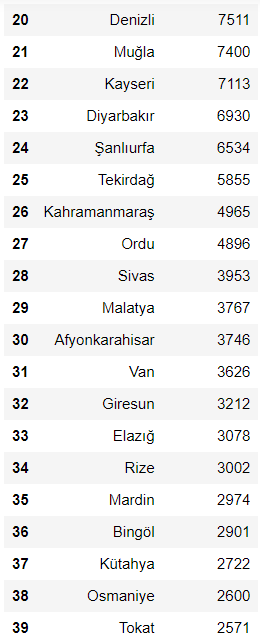 20 Denizli 7511
21 Muğla 7400
22 Kayseri 7113
23 Diyarbakır 6930
24 Şanlıurfa 6534
25 Tekirdağ 5855
26 Kahramanmaraş 4965
27 Ordu 4896
28 Sivas 3953
29 Malatya 3767
30 Afyonkarahisar 3746
31 Van 3626
32 Giresun 3212
33 Elazığ 3078
34 Rize 3002
35 Mardin 2974
36 Bingöl 2901
37 Kütahya 2722
38 Osmaniye 2600
39 Tokat 2571